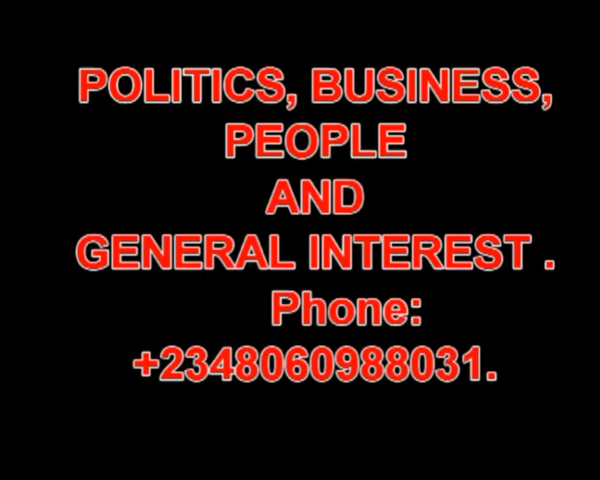 POLITICS, BUSINESS,
PEOPLE
AND
GENERAL INTEREST .
Phone:
+2348060988031.